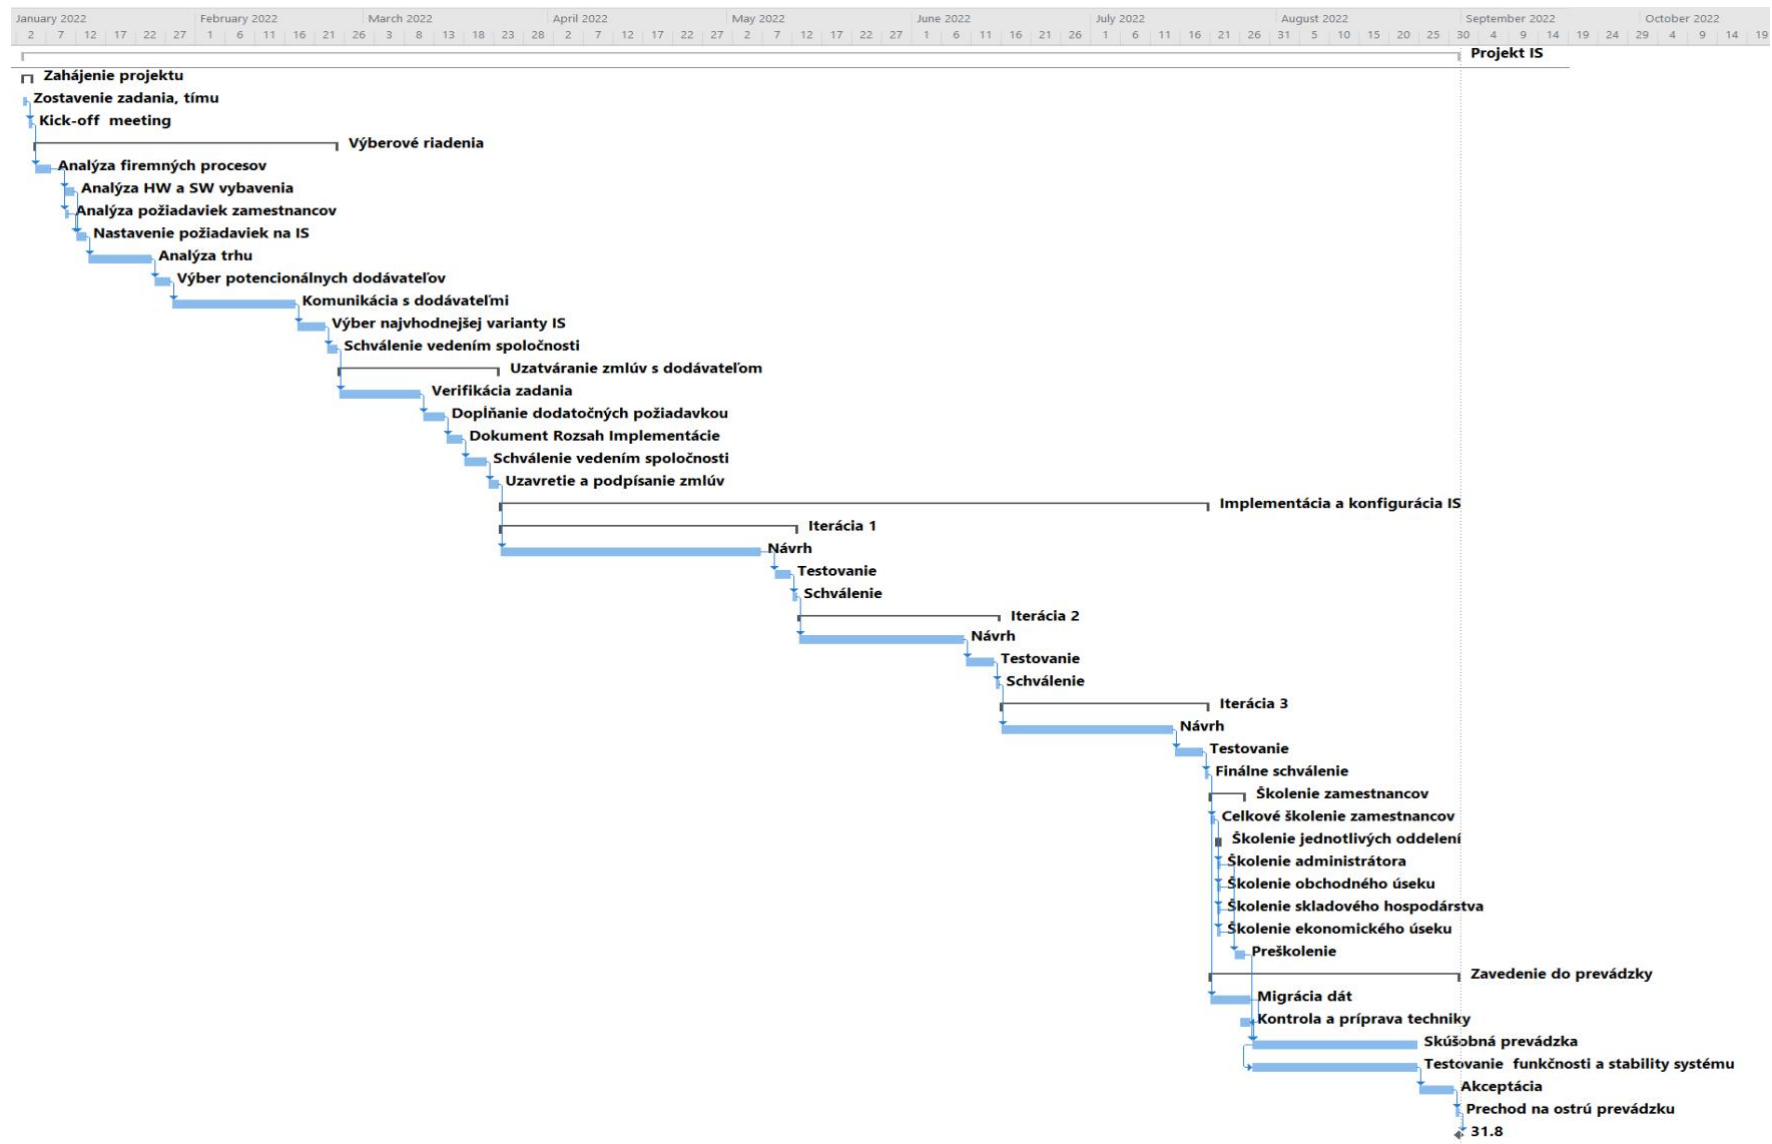 January 2022 February 2022 March 2022 April 2022 May 2022 June 2022 July 2022 August 2022 September 2022 October 2022
2 7 12 17 22 27 1 6 11 16 21 26 3 8 13 18 23 28 2 7 12 17 22 27 2 7 12 17 22 27 1 6 11 16 21 26 1 6 11 16 21 26 31 5 10 15 20 25 30 4 9 14 19 24 29 4 9 14 19
Projekt IS
Zahájenie projektu
Zostavenie zadania, tímu
Kick-off meeting
Výberové riadenia
Analýza firemných procesov
Analýza HW a SW vybavenia
Analýza požiadaviek zamestnancov
Nastavenie požiadaviek na IS
Analýza trhu
Výber potencionálnych dodávateľov
Komunikácia s dodávateľmi
Výber najvhodnejšej varianty IS
Schválenie vedením spoločnosti
Uzatváranie zmlúv s dodávateľom
Verifikácia zadania
Dopĺňanie dodatočných požiadavkou
Dokument Rozsah Implementácie
Schválenie vedením spoločnosti
Uzavretie a podpísanie zmlúv
Implementácia a konfigurácia IS
Iterácia 1
Návrh
Testovanie
Schválenie
Iterácia 2
Návrh
Testovanie
Schválenie
Iterácia 3
Návrh
Testovanie
Finálne schválenie
Školenie zamestnancov
Celkové školenie zamestnancov
Školenie jednotlivých oddelení
Školenie administrátora
Školenie obchodného úseku
Školenie skladového hospodárstva
Školenie ekonomického úseku
Preškolenie
Zavedenie do prevádzky
Migrácia dát
Kontrola a príprava techniky
Skúšobná prevádzka
Testovanie funkčnosti a stability systému
Akceptácia
Prechod na ostrú prevádzku
31.8